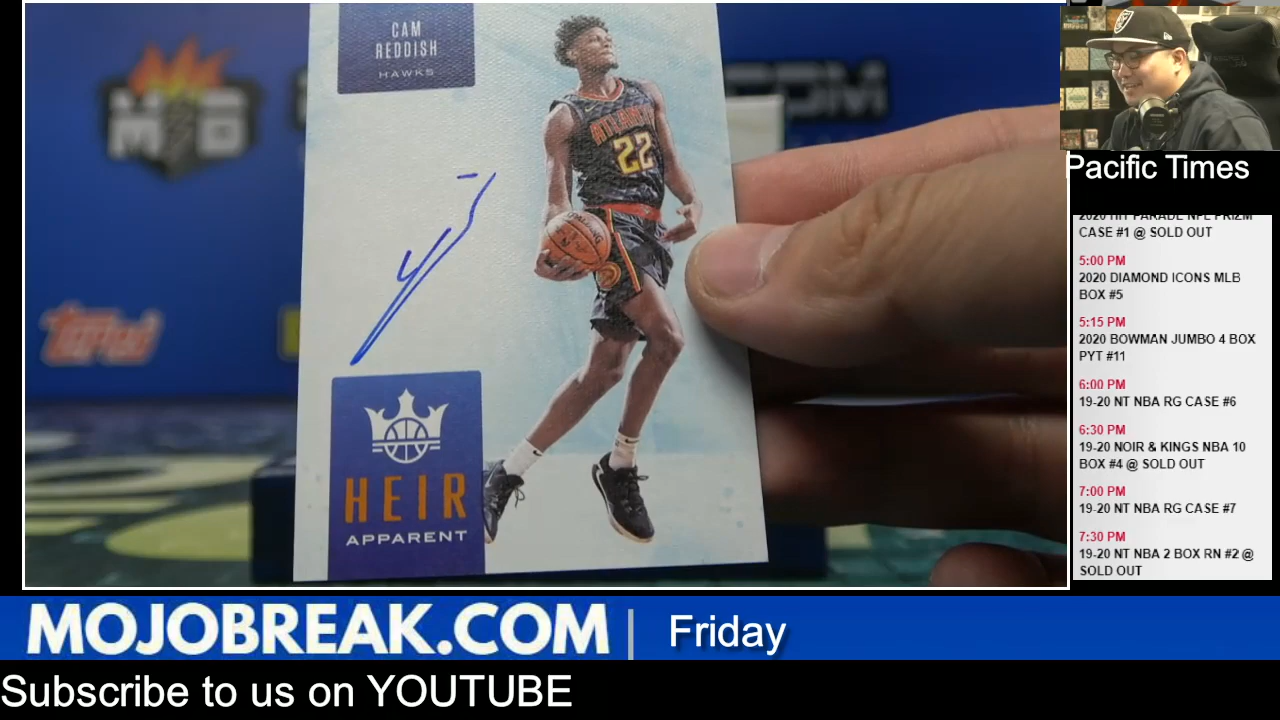 CAM
REDDISH
HAWKS
ATLANTA
22
SPALDING
HEIR
APPARENT
topps
Pacific Times
2020 HIT PARADE NFL PRIZM
CASE #1 @ SOLD OUT
5:00 PM
2020 DIAMOND ICONS MLB
BOX #5
5:15 PM
2020 BOWMAN JUMBO 4 BOX
PYT #11
6:00 PM
19-20 NT NBA RG CASE #6
6:30 PM
19-20 NOIR & KINGS NBA 10
BOX #4 @ SOLD OUT
7:00 PM
19-20 NT NBA RG CASE #7
7:30 PM
19-20 NT NBA 2 BOX RN #2 @
SOLD OUT
MOJOBREAK.COM
Friday
Subscribe to us on YOUTUBE